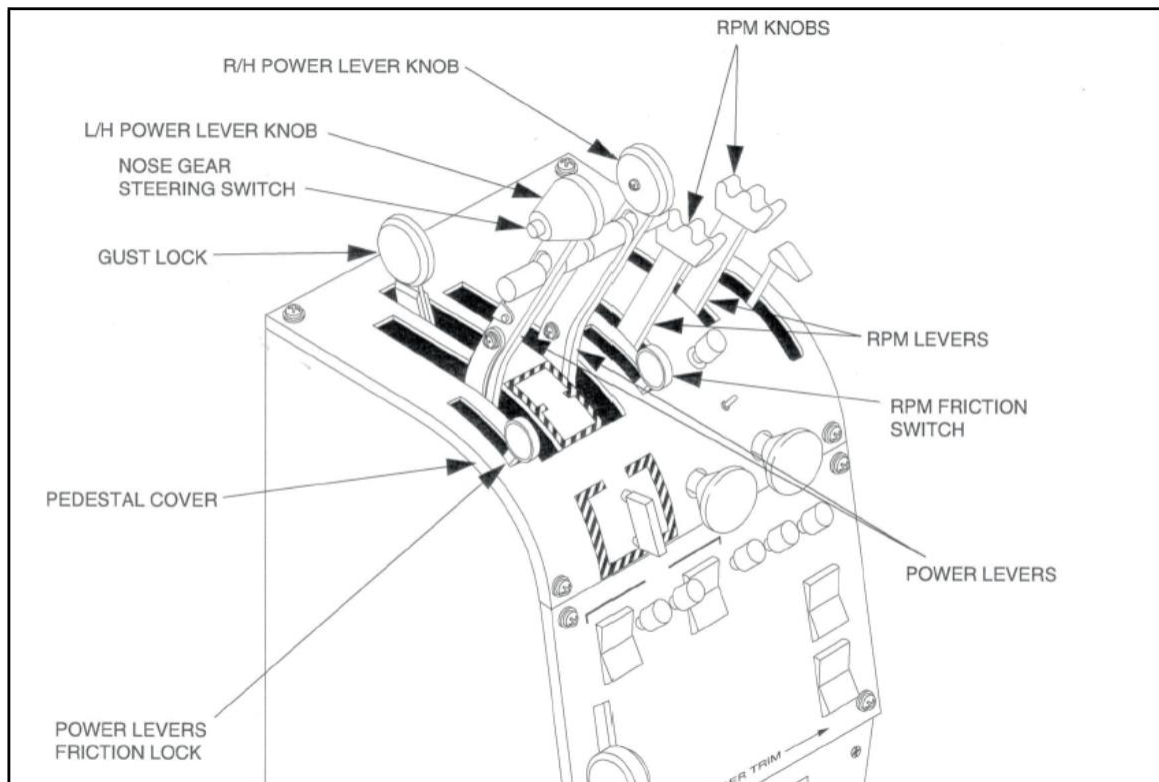 RPM KNOBS
R/H POWER LEVER KNOB
L/H POWER LEVER KNOB
NOSE GEAR
STEERING SWITCH
GUST LOCK
RPM LEVERS
RPM FRICTION
SWITCH
PEDESTAL COVER
POWER LEVERS
POWER LEVERS
FRICTION LOCK
TRIM